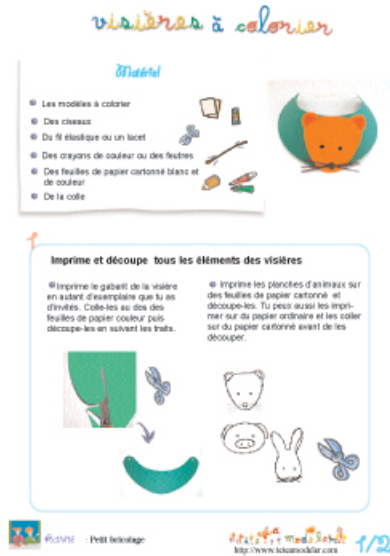 visières à colorier
Matériel
Les modèles à colorier
Des ciseaux
Du fil élastique ou un lacet
Des crayons de couleur ou des feutres
Des feuilles de papier cartonné blanc et
de couleur
De la colle
1
Imprime et découpe tous les éléments des visières
Imprime le gabarit de la visière
en autant d'exemplaire que tu as
d'invités. Colle-les au dos des
feuilles de papier couleur puis
découpe-les en suivant les traits.
Imprime les planches d'animaux sur
des feuilles de papier cartonné et
découpe-les. Tu peux aussi les impri-
mer sur du papier ordinaire et les coller
sur du papier cartonné avant de les
découper.
Activité : Petit bricolage
http://www.teteamodeler.com
1/2